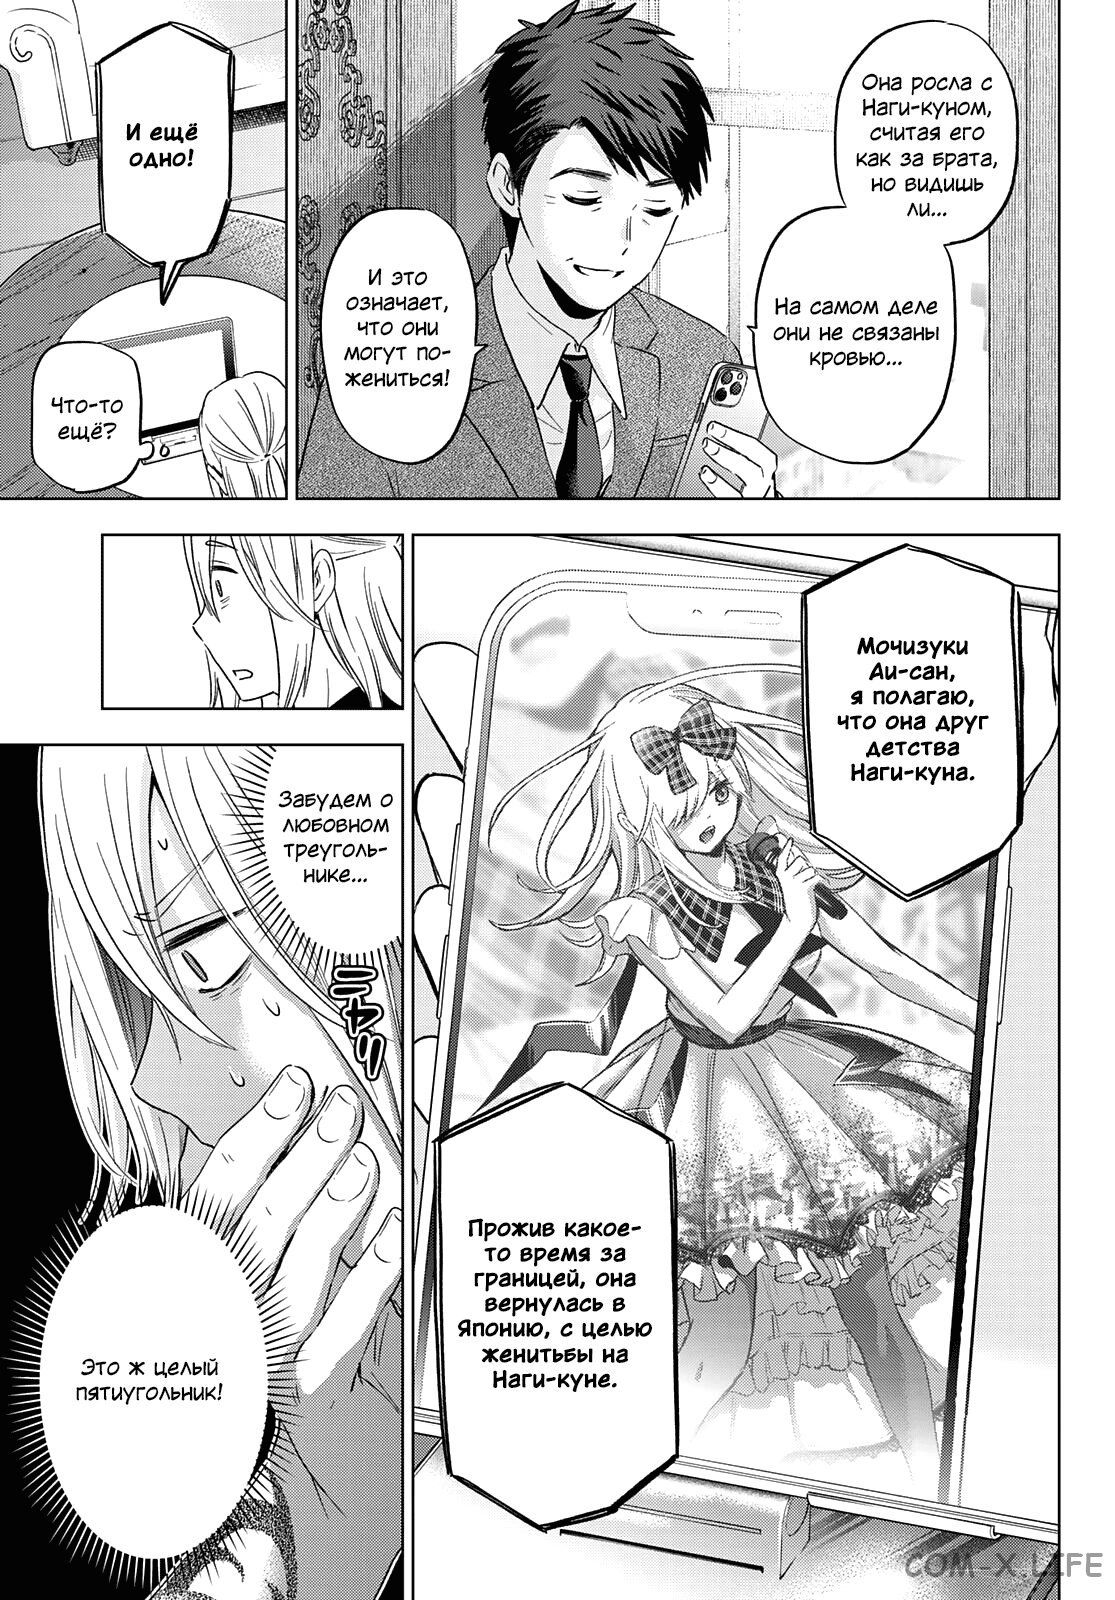 Она росла с
Наги-куном,
считая его
как за брата,
но видишь
ли...
На самом деле
они не связаны
кровью...
И это
означает,
что они
могут по-
жениться!
И ещё
одно!
Что-то
ещё?
Мочизуки
Аи-сан,
я полагаю,
что она друг
детства
Наги-куна.
Прожив какое-
то время за
границей, она
вернулась в
Японию, с целью
женитьбы на
Наги-куне.
Забудем о
любовном
треуголь-
нике...
ニヤッ
Это ж целый
пятиугольник!
COM-X.LIFE